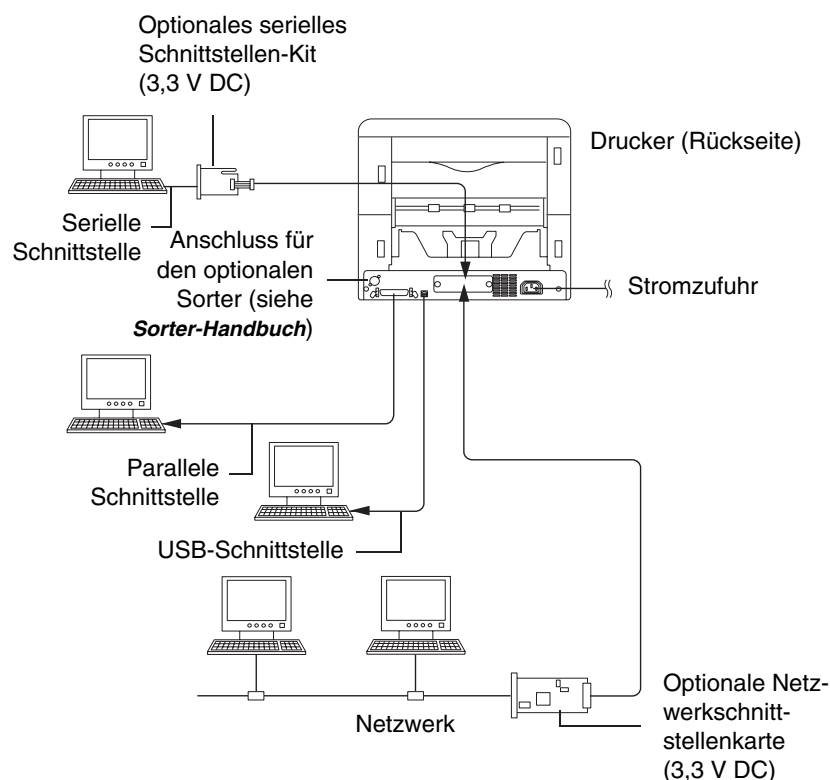 Optionales serielles
Schnittstellen-Kit
(3,3 V DC)
Drucker (Rückseite)
Serielle
Schnittstelle
Anschluss für
den optionalen
Sorter (siehe
Sorter-Handbuch)
Stromzufuhr
Parallele
Schnittstelle
USB-Schnittstelle
Netzwerk
Optionale Netz-
werkschnitt-
stellenkarte
(3,3 V DC)